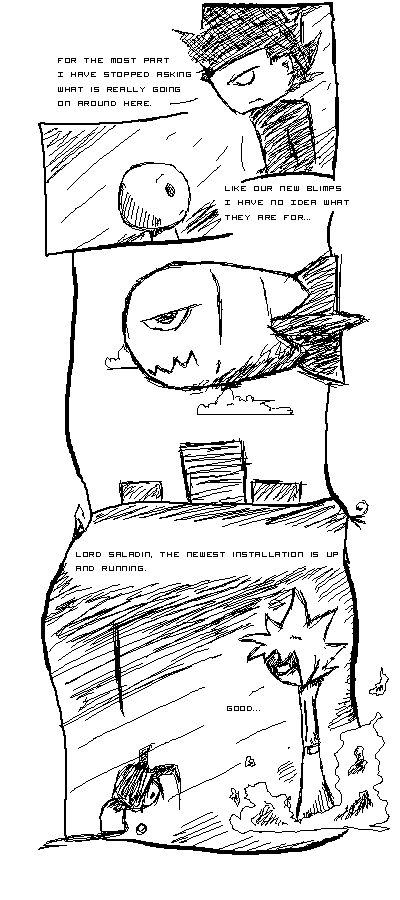 FOR THE MOST PART
I HAVE STOPPED ASKING
WHAT IS REALLY GOING
ON AROUND HERE.
LIKE OUR NEW BLIMPS
I HAVE NO IDEA WHAT
THEY ARE FOR...
LORD SALADIN, THE NEWEST INSTALLATION IS UP
AND RUNNING.
GOOD...